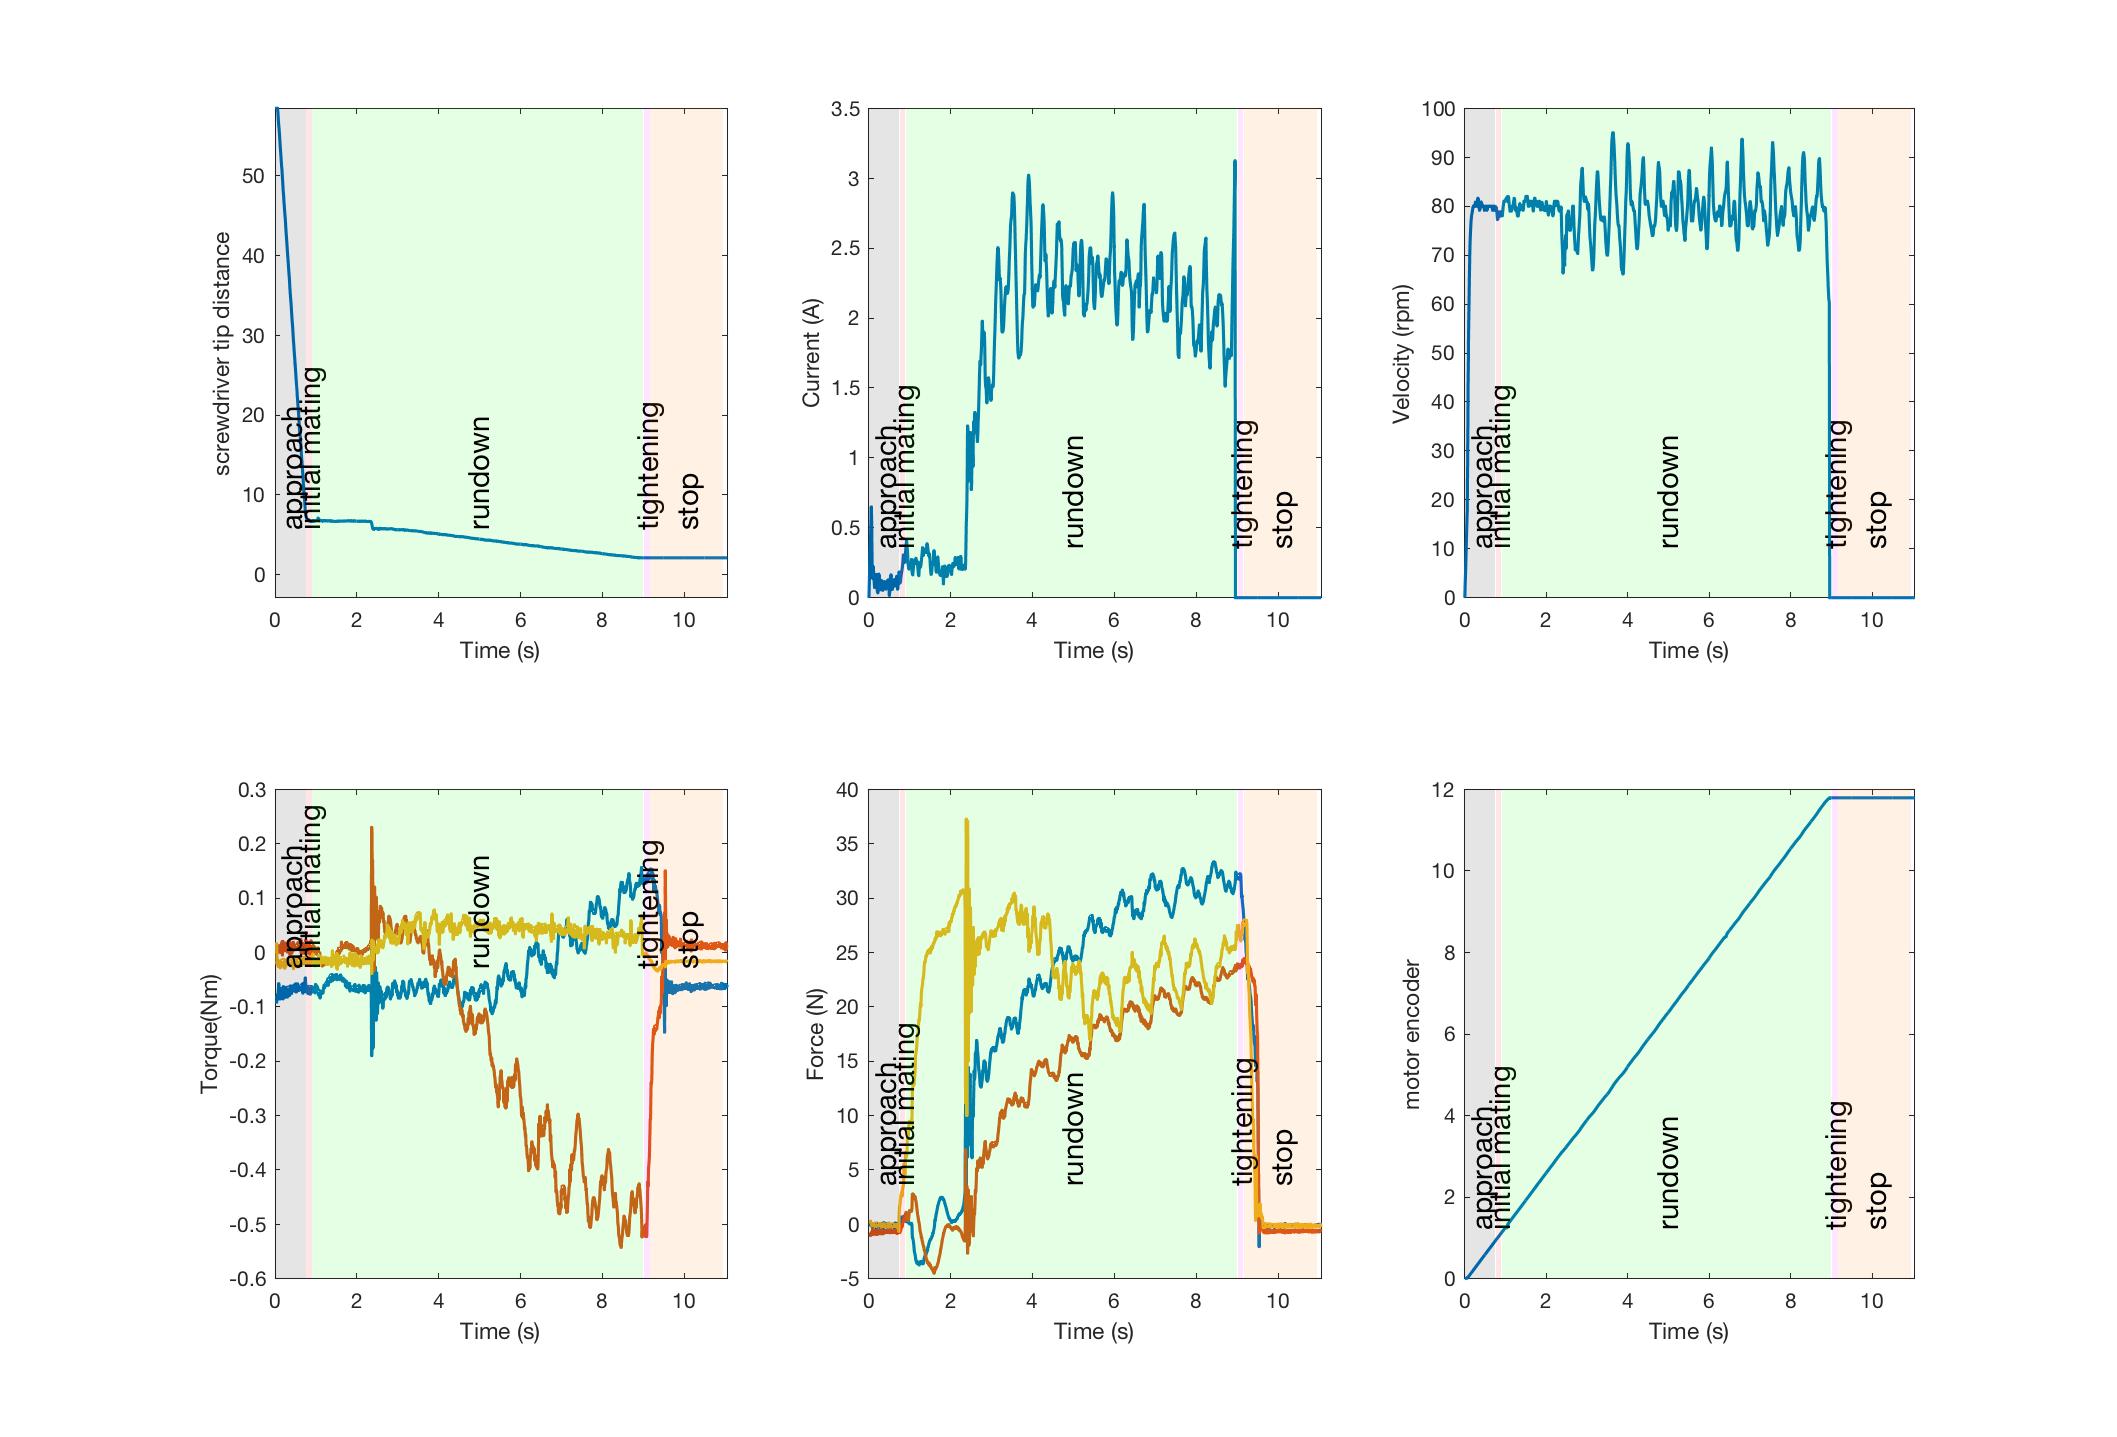 screwdriver tip distance
50
40
30
20
10
0
approach
initial mating
rundown
tightening
stop
0 2 4 6 8 10
Time (s)
Current (A)
3.5
3
2.5
2
1.5
1
0.5
0
approach
initial mating
rundown
tightening
stop
0 2 4 6 8 10
Time (s)
Velocity (rpm)
100
90
80
70
60
50
40
30
20
10
0
approach
initial mating
rundown
tightening
stop
0 2 4 6 8 10
Time (s)
Torque(Nm)
0.3
0.2
0.1
0
-0.1
-0.2
-0.3
-0.4
-0.5
-0.6
approach
initial mating
rundown
tightening
stop
0 2 4 6 8 10
Time (s)
Force (N)
40
35
30
25
20
15
10
5
0
-5
approach
initial mating
rundown
tightening
stop
0 2 4 6 8 10
Time (s)
motor encoder
12
10
8
6
4
2
0
approach
initial mating
rundown
tightening
stop
0 2 4 6 8 10
Time (s)